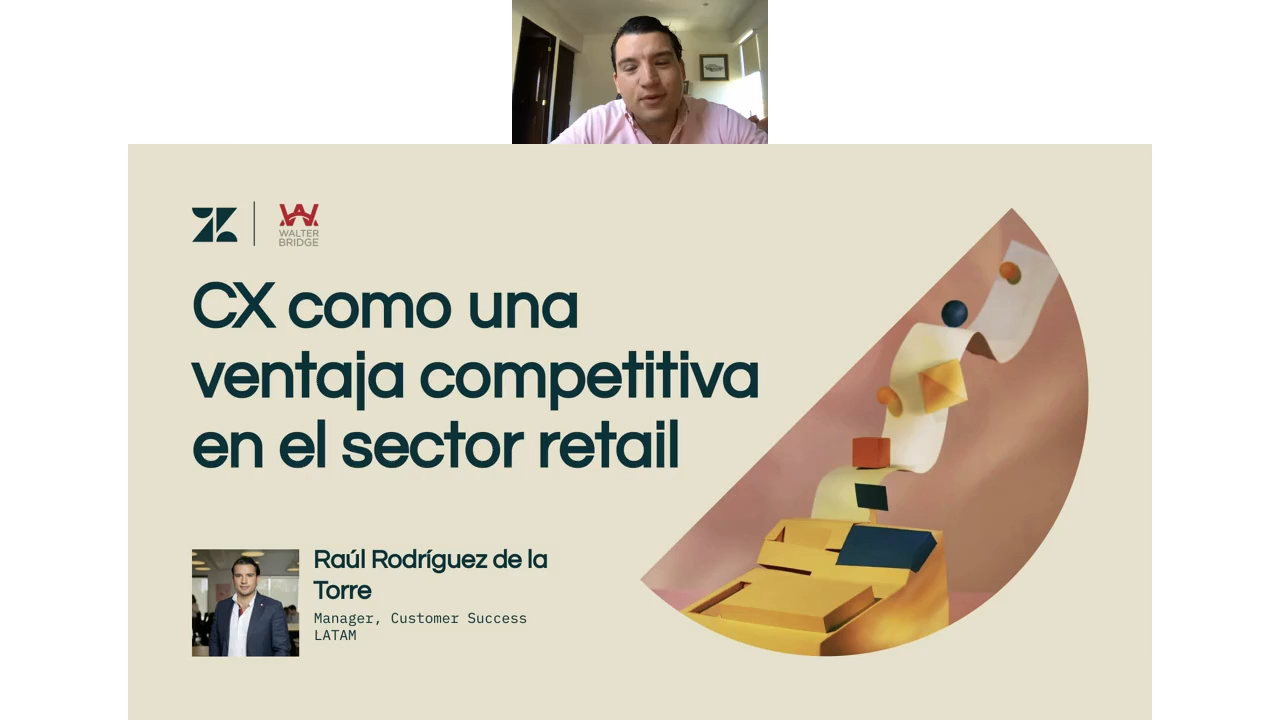 WALTER
BRIDGE
CX como una
ventaja competitiva
en el sector retail
Raúl Rodríguez de la
Torre
Manager, Customer Success
LATAM